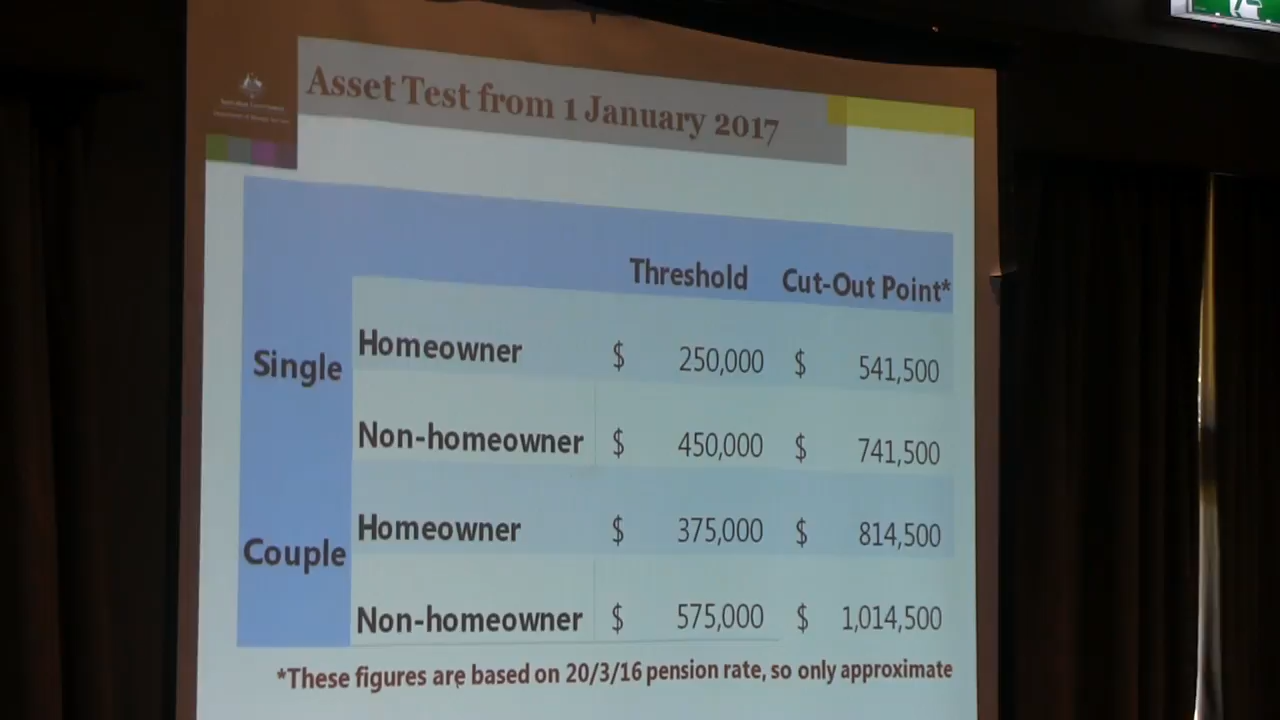 Asset Test from 1 January 2017
Australian Government
Threshold Cut-Out Point*
Single
Homeowner $ 250,000 $ 541,500
Non-homeowner $ 450,000 $ 741,500
Couple
Homeowner $ 375,000 $ 814,500
Non-homeowner $ 575,000 $ 1,014,500
*These figures are based on 20/3/16 pension rate, so only approximate